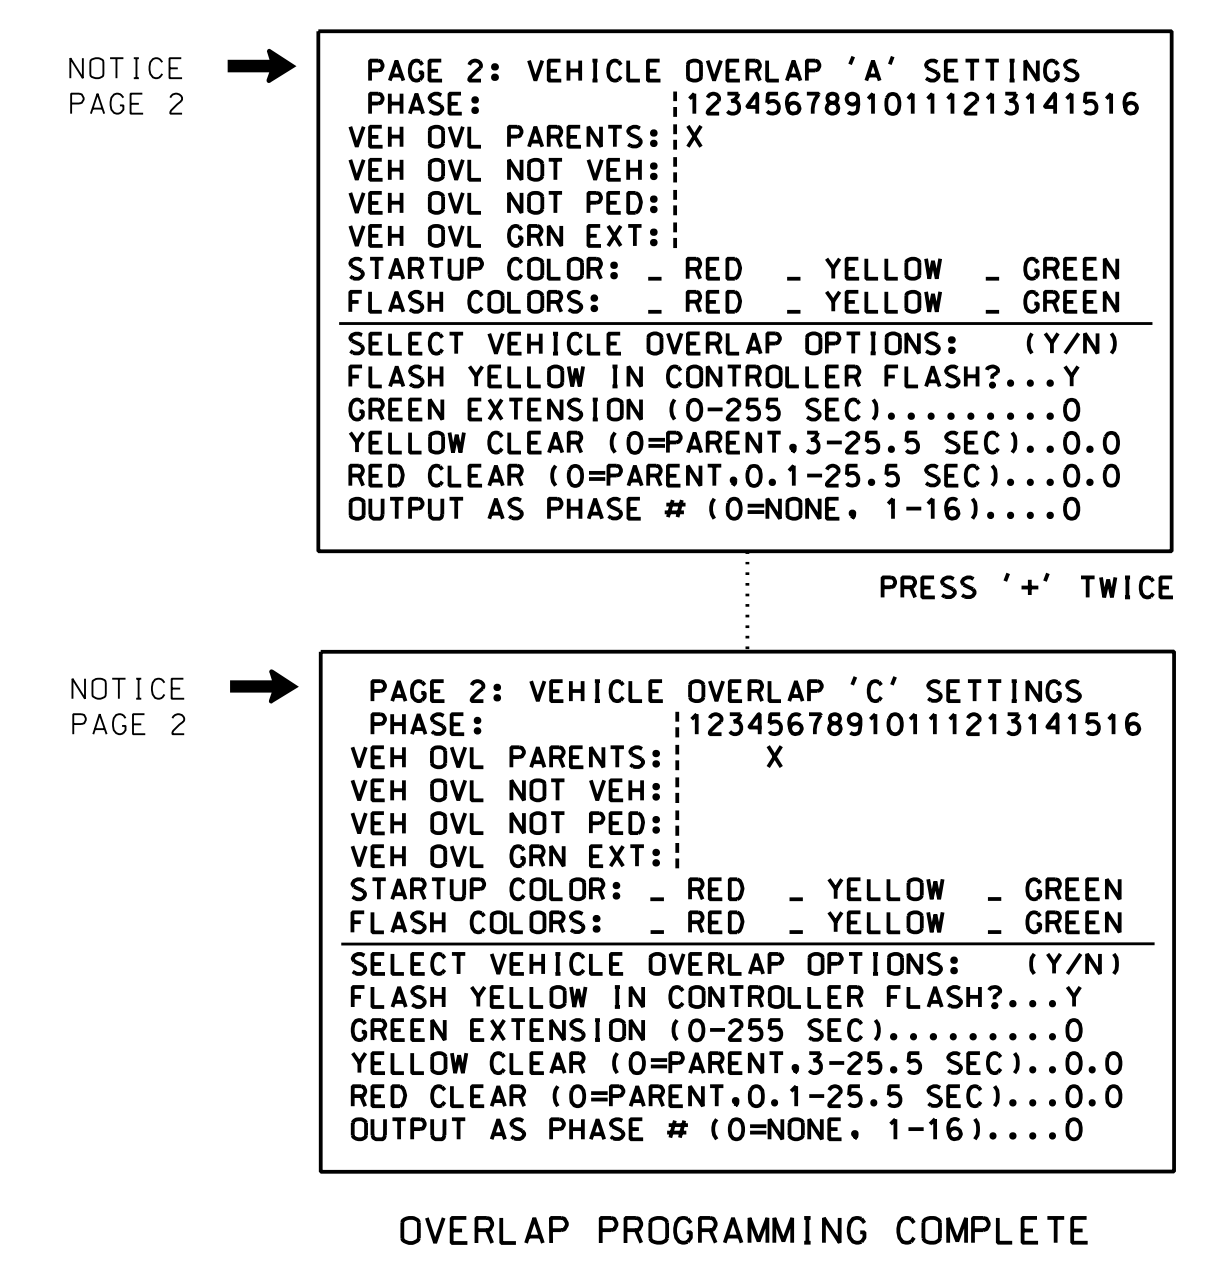 NOTICE
PAGE 2
PAGE 2: VEHICLE OVERLAP 'A' SETTINGS
PHASE: ¦12345678910111213141516
VEH OVL PARENTS:¦X
VEH OVL NOT VEH:¦
VEH OVL NOT PED:¦
VEH OVL GRN EXT:¦
STARTUP COLOR: _ RED _ YELLOW _ GREEN
FLASH COLORS: _ RED _ YELLOW _ GREEN
SELECT VEHICLE OVERLAP OPTIONS: (Y/N)
FLASH YELLOW IN CONTROLLER FLASH?...Y
GREEN EXTENSION (0-255 SEC).........0
YELLOW CLEAR (0=PARENT,3-25.5 SEC)..0.0
RED CLEAR (0=PARENT,0.1-25.5 SEC)...0.0
OUTPUT AS PHASE # (0=NONE, 1-16)....0
PRESS '+' TWICE
NOTICE
PAGE 2
PAGE 2: VEHICLE OVERLAP 'C' SETTINGS
PHASE: ¦12345678910111213141516
VEH OVL PARENTS:¦ X
VEH OVL NOT VEH:¦
VEH OVL NOT PED:¦
VEH OVL GRN EXT:¦
STARTUP COLOR: _ RED _ YELLOW _ GREEN
FLASH COLORS: _ RED _ YELLOW _ GREEN
SELECT VEHICLE OVERLAP OPTIONS: (Y/N)
FLASH YELLOW IN CONTROLLER FLASH?...Y
GREEN EXTENSION (0-255 SEC).........0
YELLOW CLEAR (0=PARENT,3-25.5 SEC)..0.0
RED CLEAR (0=PARENT,0.1-25.5 SEC)...0.0
OUTPUT AS PHASE # (0=NONE, 1-16)....0
OVERLAP PROGRAMMING COMPLETE